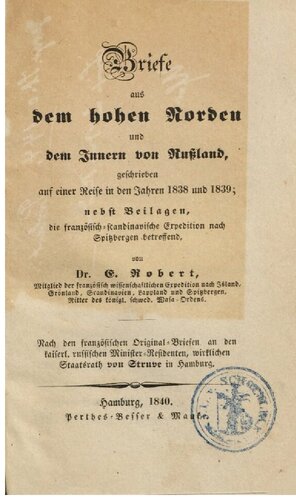 Briefe
aus
dem hohen Norden
und
dem Innern von Rußland,
geschrieben
auf einer Reise in den Jahren 1838 und 1839;
nebst Beilagen,
die französisch-scandinavische Expedition nach
Spitzbergen betreffend,
von
Dr. E. Robert,
Mitglied der französisch wissenschaftlichen Expedition nach Island,
Grönland, Scandinavien, Lappland und Spitzbergen,
Ritter des königl. schwed. Wasa-Ordens.
Nach den französischen Original-Briefen an den
kaiserl. russischen Minister-Residenten, wirklichen
Staatsrath von Struve in Hamburg.
Hamburg, 1840.
Perthes-Besser & Mauke.